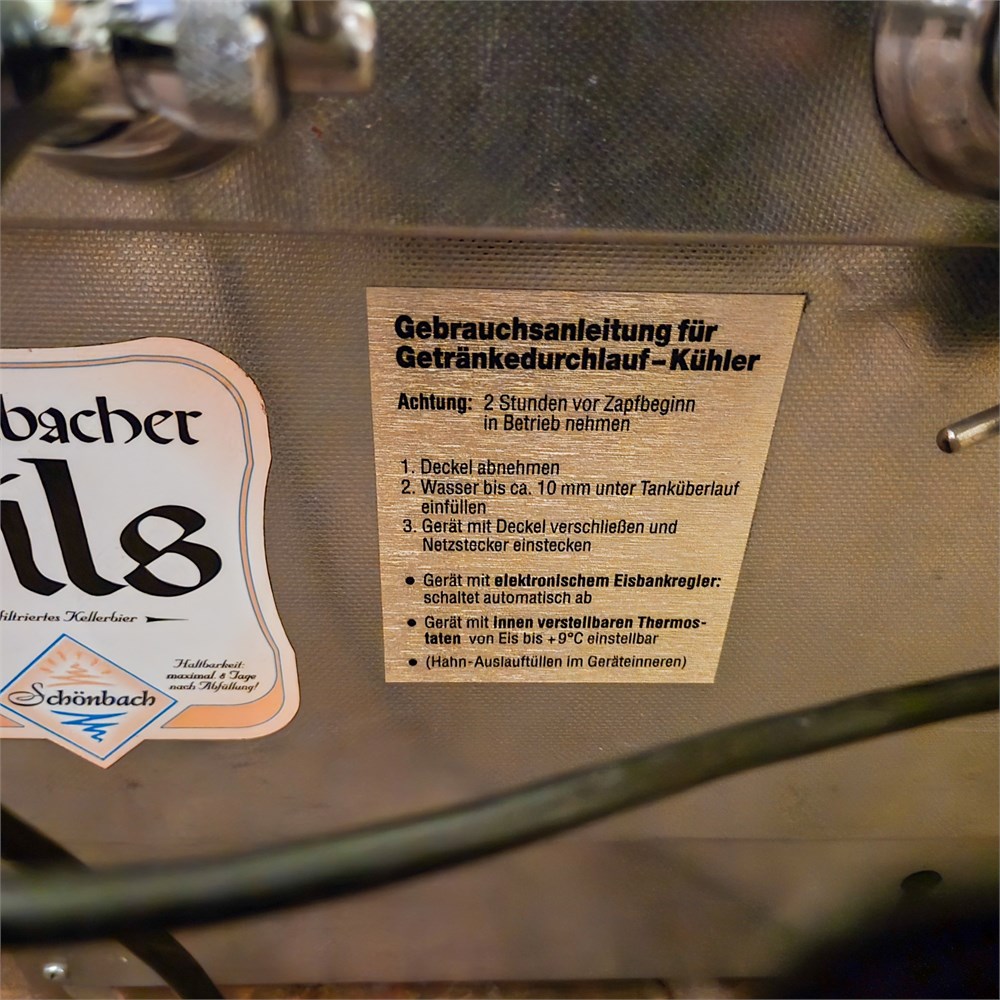 Gebrauchsanleitung für
Getränkedurchlauf – Kühler
Achtung: 2 Stunden vor Zapfbeginn
in Betrieb nehmen
1. Deckel abnehmen
2. Wasser bis ca. 10 mm unter Tanküberlauf
einfüllen
3. Gerät mit Deckel verschließen und
Netzstecker einstecken
• Gerät mit elektronischem Eisbankregler:
schaltet automatisch ab
• Gerät mit innen verstellbaren Thermos-
taten von Eis bis +9°C einstellbar
• (Hahn-Auslauftüllen im Geräteinneren)
bacher
ils
filtriertes Kellerbier
Haltbarkeit:
maximal 8 Tage
nach Abfüllung!
Schönbach